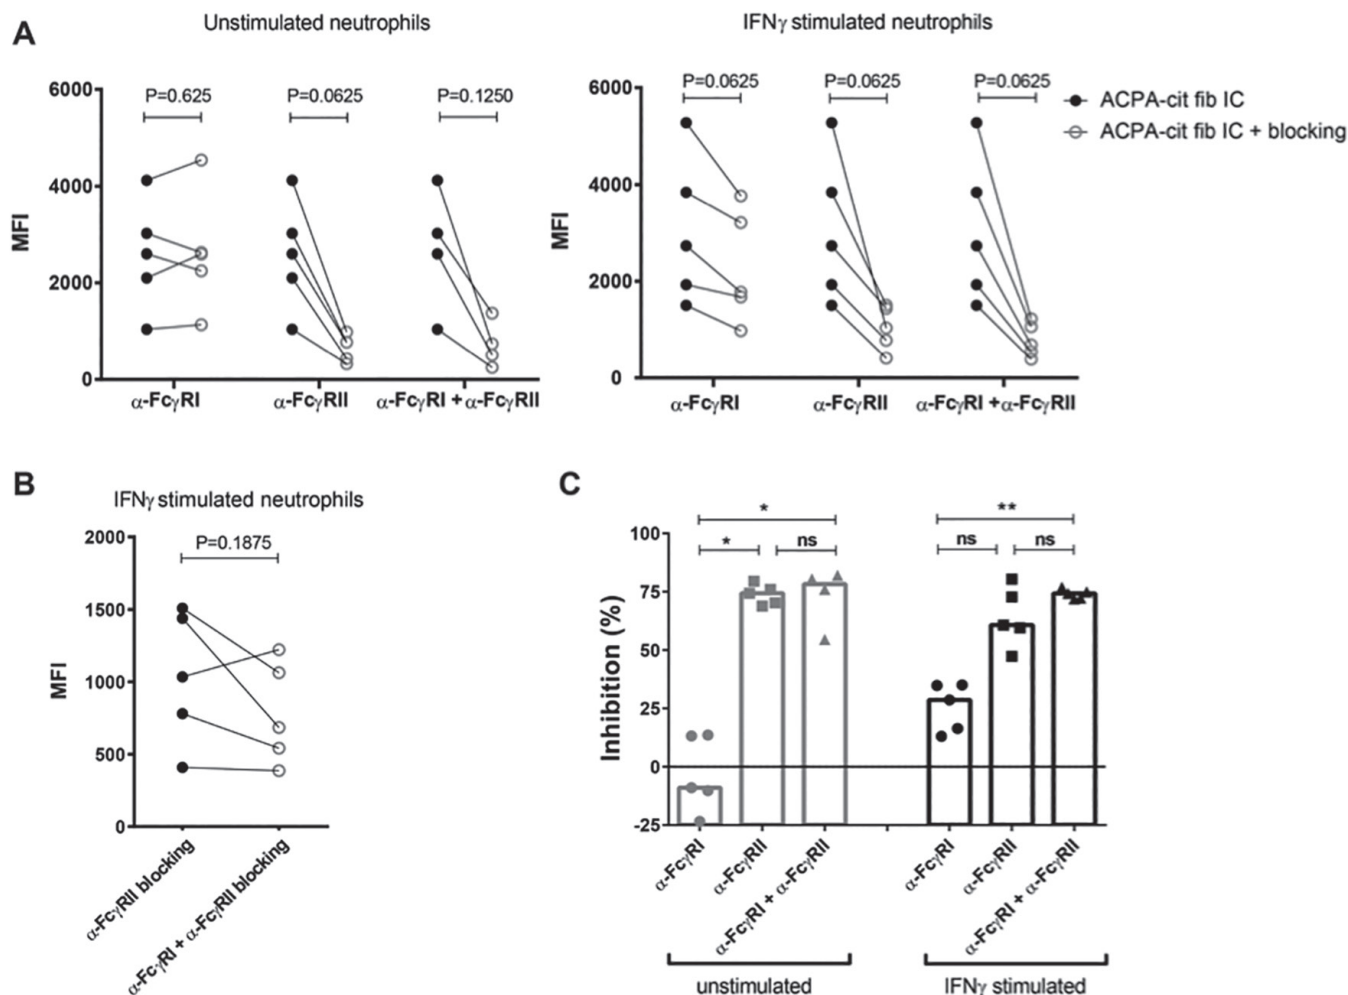 A
Unstimulated neutrophils
IFNγ stimulated neutrophils
6000
4000
2000
0
MFI
P=0.625
P=0.0625
P=0.1250
α-FcγRI
α-FcγRII
α-FcγRI +α-FcγRII
6000
4000
2000
0
MFI
P=0.0625
P=0.0625
P=0.0625
α-FcγRI
α-FcγRII
α-FcγRI +α-FcγRII
ACPA-cit fib IC
ACPA-cit fib IC + blocking
B
IFNγ stimulated neutrophils
2000
1500
1000
500
0
MFI
P=0.1875
α-FcγRII blocking
α-FcγRI + α-FcγRII blocking
C
100
75
50
25
0
-25
Inhibition (%)
*
*
ns
**
ns
ns
α-FcγRI
α-FcγRII
α-FcγRI + α-FcγRII
α-FcγRI
α-FcγRII
α-FcγRI + α-FcγRII
unstimulated
IFNγ stimulated